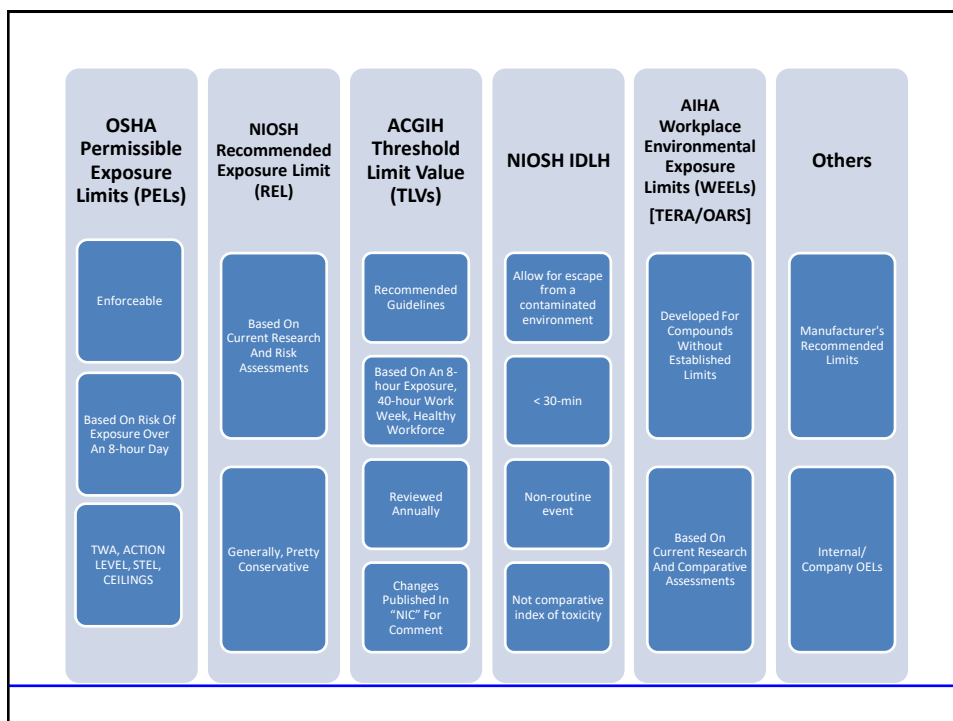 OSHA
Permissible
Exposure
Limits (PELs)
Enforceable
Based On Risk Of
Exposure Over
An 8-hour Day
TWA, ACTION
LEVEL, STEL,
CEILINGS
NIOSH
Recommended
Exposure Limit
(REL)
Based On
Current Research
And Risk
Assessments
Generally, Pretty
Conservative
ACGIH
Threshold
Limit Value
(TLVs)
Recommended
Guidelines
Based On An 8-
hour Exposure,
40-hour Work
Week, Healthy
Workforce
Reviewed
Annually
Changes
Published In
“NIC” For
Comment
NIOSH IDLH
Allow for escape
from a
contaminated
environment
< 30-min
Non-routine
event
Not comparative
index of toxicity
AIHA
Workplace
Environmental
Exposure
Limits (WEELs)
[TERA/OARS]
Developed For
Compounds
Without
Established
Limits
Based On
Current Research
And Comparative
Assessments
Others
Manufacturer's
Recommended
Limits
Internal/
Company OELs